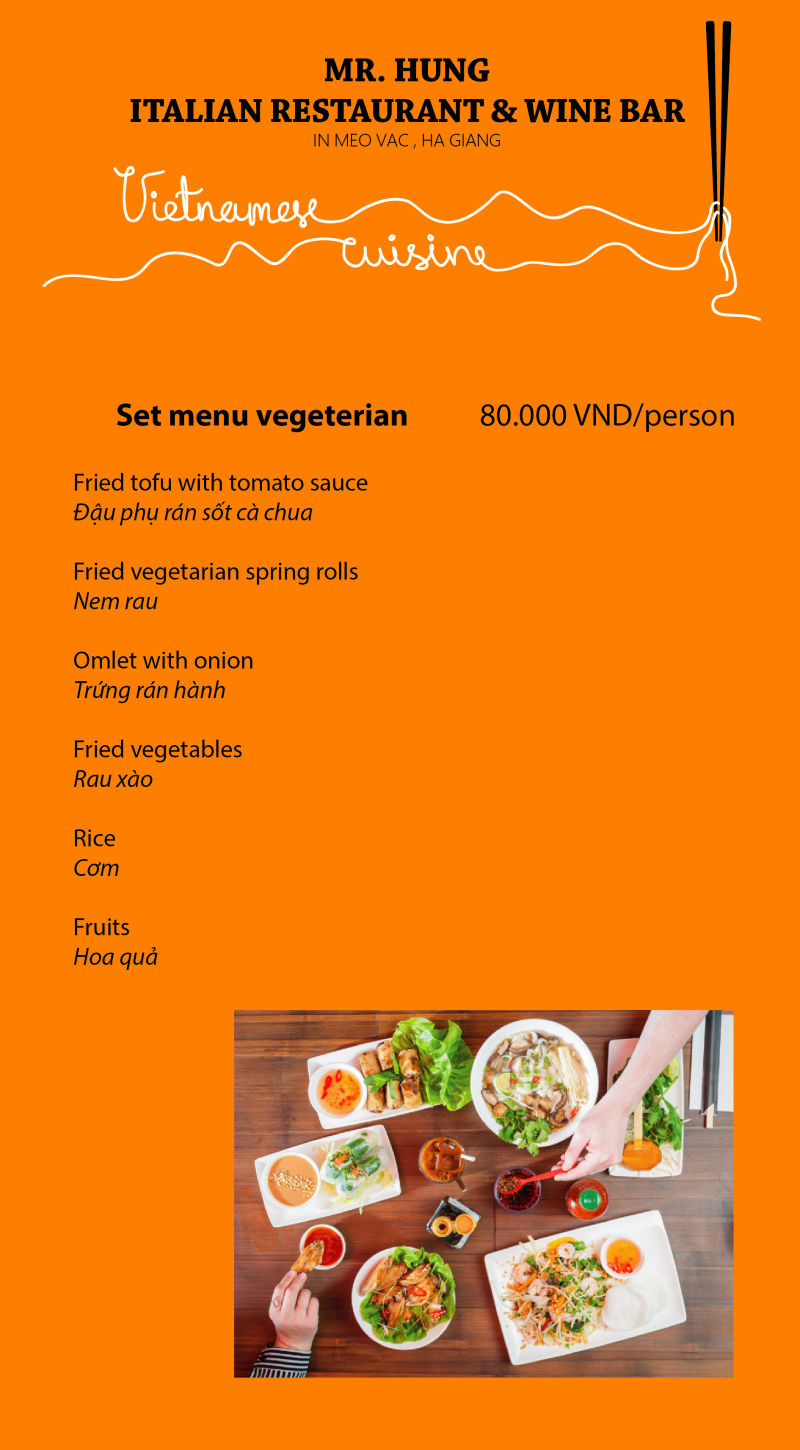 MR. HUNG
ITALIAN RESTAURANT & WINE BAR
IN MEO VAC , HA GIANG
Vietnamese
cuisine
Set menu vegeterian 80.000 VND/person
Fried tofu with tomato sauce
Đậu phụ rán sốt cà chua
Fried vegetarian spring rolls
Nem rau
Omlet with onion
Trứng rán hành
Fried vegetables
Rau xào
Rice
Cơm
Fruits
Hoa quả